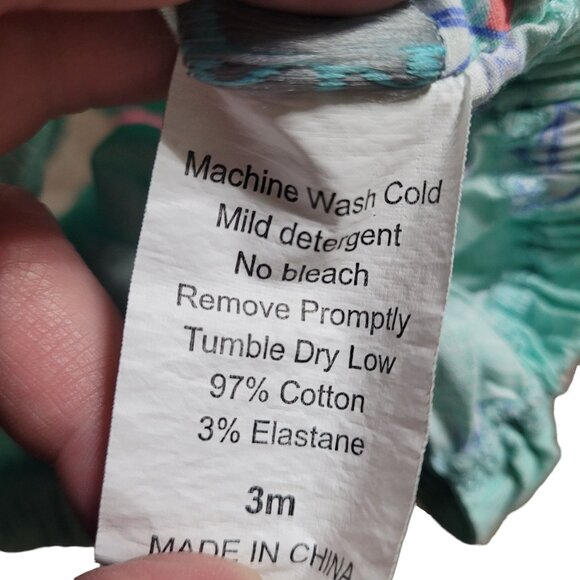 Machine Wash Cold
Mild detergent
No bleach
Remove Promptly
Tumble Dry Low
97% Cotton
3% Elastane
3m
MADE IN CHINA